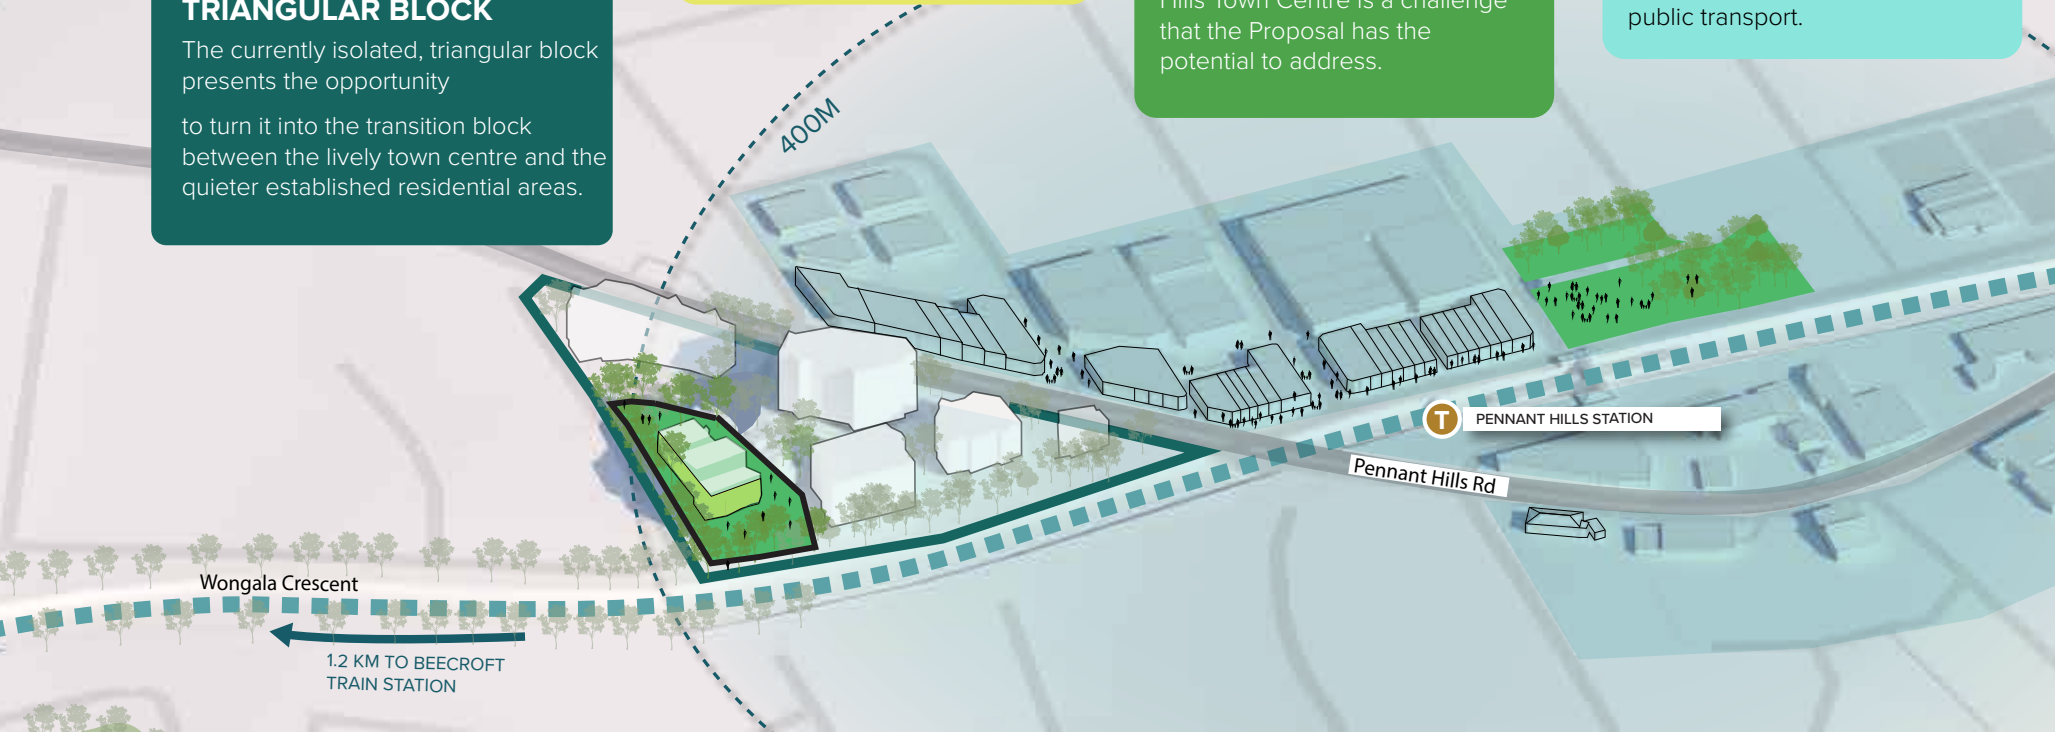 TRIANGULAR BLOCK
The currently isolated, triangular block
presents the opportunity
to turn it into the transition block
between the lively town centre and the
quieter established residential areas.
Hills Town Centre is a challenge
that the Proposal has the
potential to address.
public transport.
400M
T
PENNANT HILLS STATION
Pennant Hills Rd
Wongala Crescent
1.2 KM TO BEECROFT
TRAIN STATION